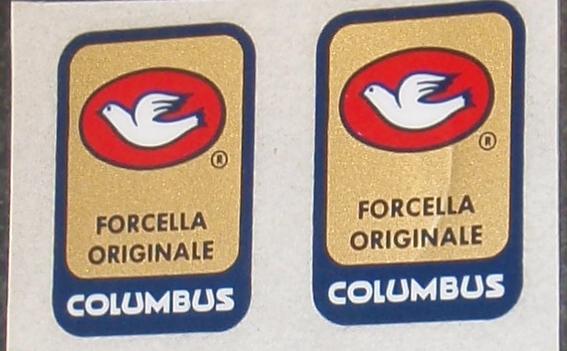 ®
FORCELLA
ORIGINALE
COLUMBUS
®
FORCELLA
ORIGINALE
COLUMBUS